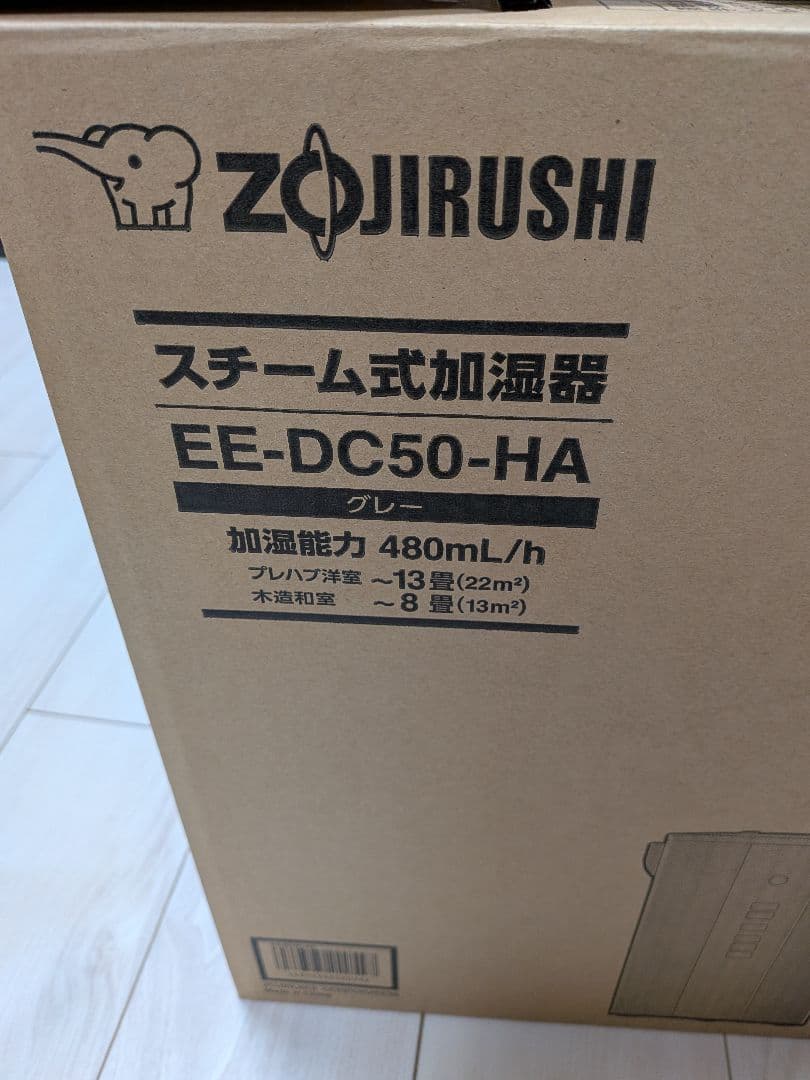 ZOJIRUSHI
スチーム式加湿器
EE-DC50-HA
グレー
加湿能力 480mL/h
プレハブ洋室 ～13畳(22m²)
木造和室 ～8畳(13m²)